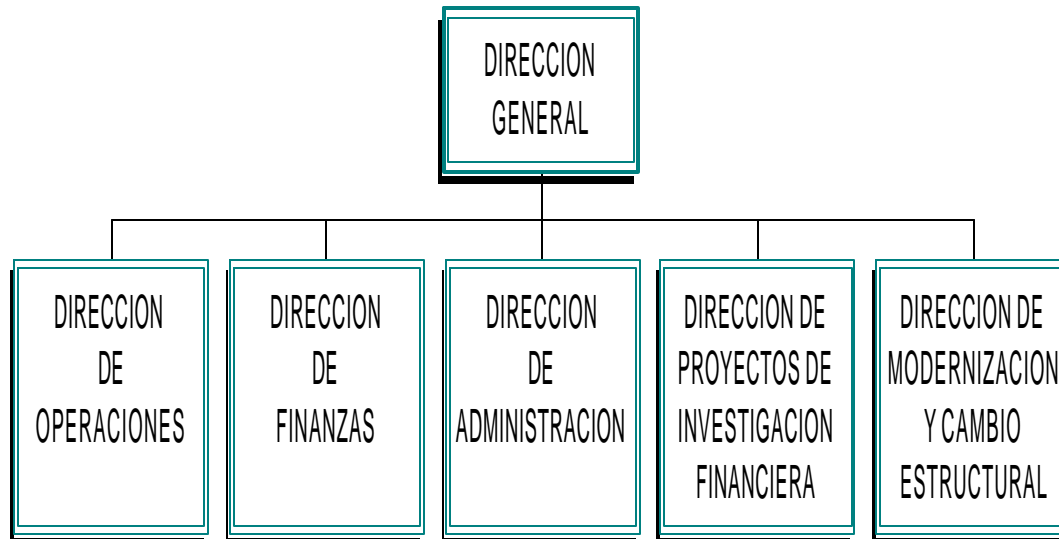 DIRECCION
GENERAL
DIRECCION
DE
OPERACIONES
DIRECCION
DE
FINANZAS
DIRECCION
DE
ADMINISTRACION
DIRECCION DE
PROYECTOS DE
INVESTIGACION
FINANCIERA
DIRECCION DE
MODERNIZACION
Y CAMBIO
ESTRUCTURAL